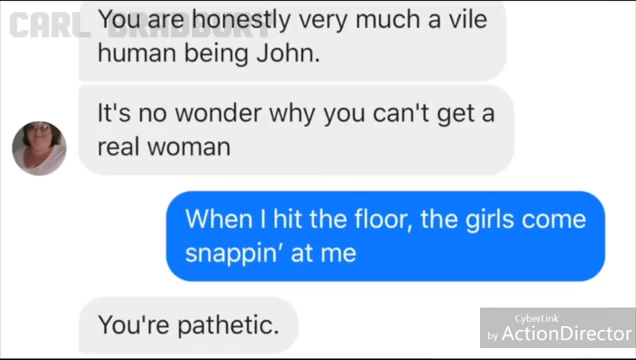 CARL BRADBURY
You are honestly very much a vile
human being John.
It's no wonder why you can't get a
real woman
When I hit the floor, the girls come
snappin’ at me
You're pathetic.
CyberLink
by ActionDirector